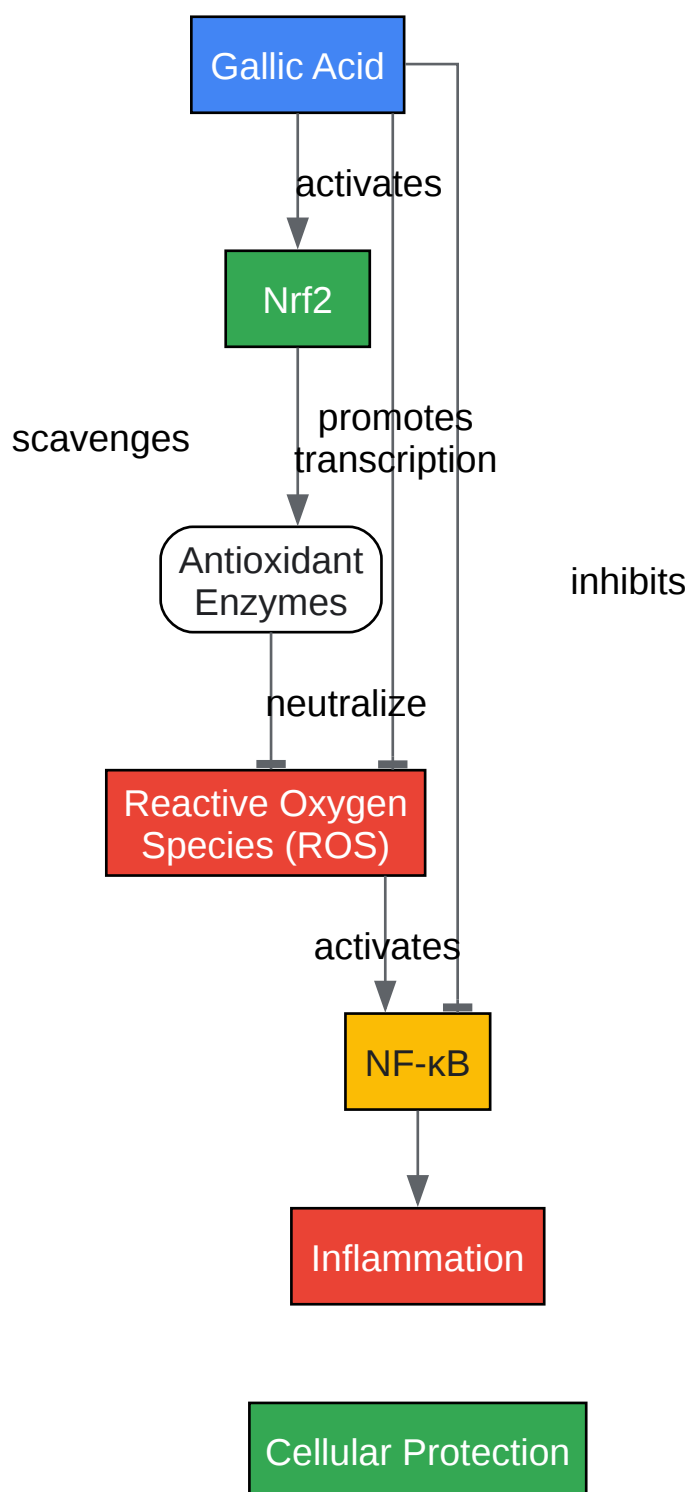 Gallic Acid
activates
Nrf2
promotes
transcription
scavenges
Antioxidant
Enzymes
inhibits
neutralize
Reactive Oxygen
Species (ROS)
activates
NF-κB
Inflammation
Cellular Protection